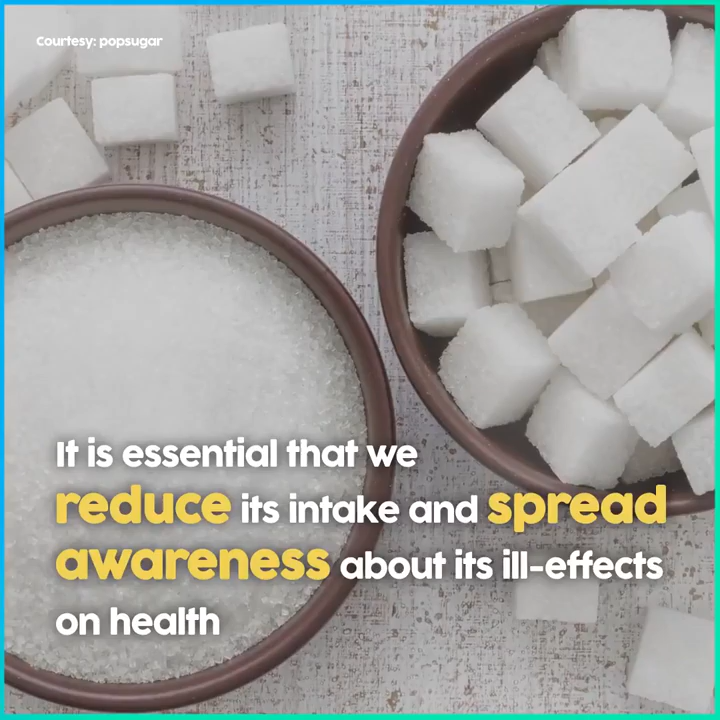 Courtesy: popsugar
It is essential that we
reduce its intake and spread
awareness about its ill-effects
on health